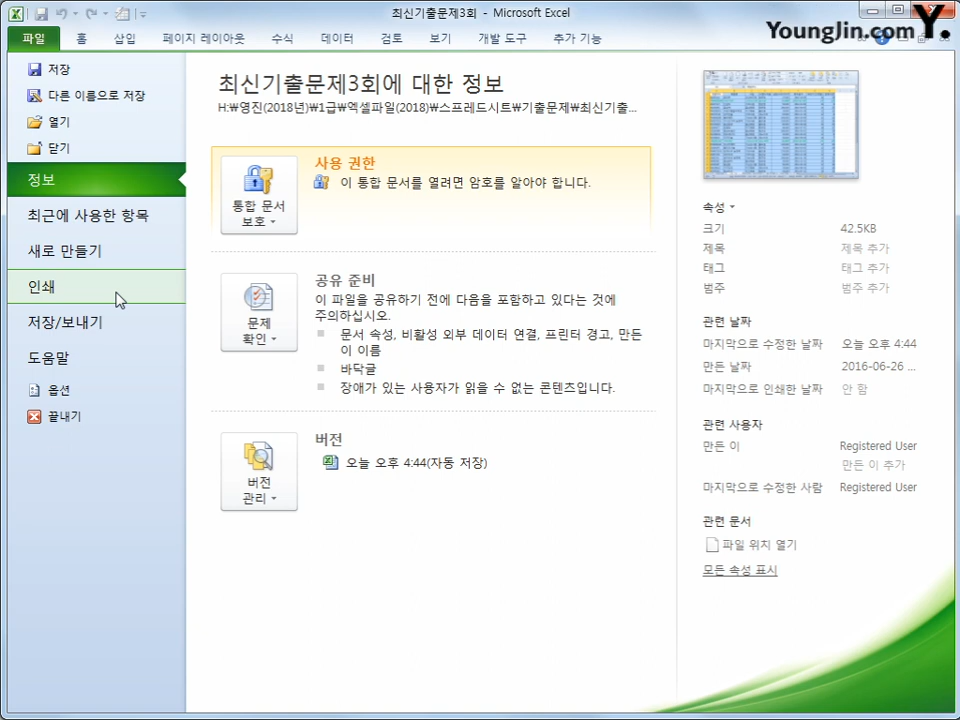 최신기출문제3회 - Microsoft Excel
YoungJin.com Y.
파일 홈 삽입 페이지 레이아웃 수식 데이터 검토 보기 개발 도구 추가 기능
저장
다른 이름으로 저장
열기
닫기
정보
최근에 사용한 항목
새로 만들기
인쇄
저장/보내기
도움말
옵션
끝내기
최신기출문제3회에 대한 정보
H:₩영진(2018년)₩1급₩엑셀파일(2018)₩스프레드시트₩기출문제₩최신기출...
통합 문서
보호
사용 권한
이 통합 문서를 열려면 암호를 알아야 합니다.
문제
확인
공유 준비
이 파일을 공유하기 전에 다음을 포함하고 있다는 것에
주의하십시오.
문서 속성, 비활성 외부 데이터 연결, 프린터 경고, 만든
이 이름
바닥글
장애가 있는 사용자가 읽을 수 없는 콘텐츠입니다.
버전
관리
버전
오늘 오후 4:44(자동 저장)
속성
크기 42.5KB
제목 제목 추가
태그 태그 추가
범주 범주 추가
관련 날짜
마지막으로 수정한 날짜 오늘 오후 4:44
만든 날짜 2016-06-26 ...
마지막으로 인쇄한 날짜 안 함
관련 사용자
만든 이 Registered User
만든 이 추가
마지막으로 수정한 사람 Registered User
관련 문서
파일 위치 열기
모든 속성 표시